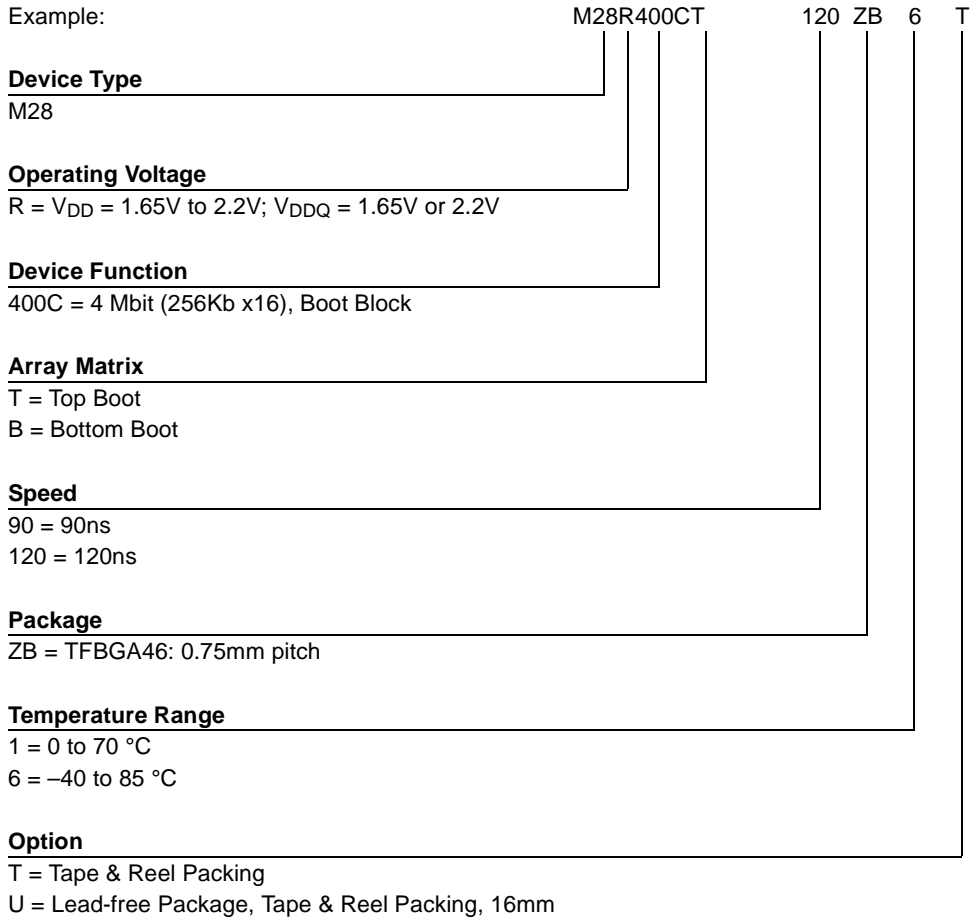 Example: M28R400CT 120 ZB 6 T
Device Type
M28
Operating Voltage
R = VDD = 1.65V to 2.2V; VDDQ = 1.65V or 2.2V
Device Function
400C = 4 Mbit (256Kb x16), Boot Block
Array Matrix
T = Top Boot
B = Bottom Boot
Speed
90 = 90ns
120 = 120ns
Package
ZB = TFBGA46: 0.75mm pitch
Temperature Range
1 = 0 to 70 °C
6 = –40 to 85 °C
Option
T = Tape & Reel Packing
U = Lead-free Package, Tape & Reel Packing, 16mm